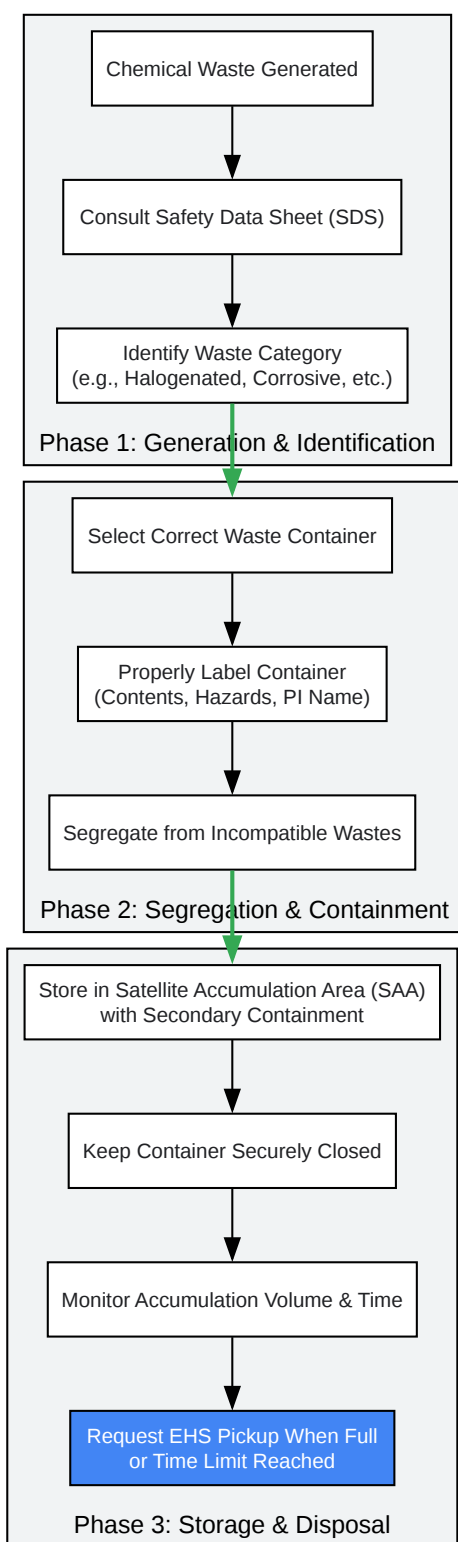 Chemical Waste Generated
Consult Safety Data Sheet (SDS)
Identify Waste Category
(e.g., Halogenated, Corrosive, etc.)
Phase 1: Generation & Identification
Select Correct Waste Container
Properly Label Container
(Contents, Hazards, PI Name)
Segregate from Incompatible Wastes
Phase 2: Segregation & Containment
Store in Satellite Accumulation Area (SAA)
with Secondary Containment
Keep Container Securely Closed
Monitor Accumulation Volume & Time
Request EHS Pickup When Full
or Time Limit Reached
Phase 3: Storage & Disposal